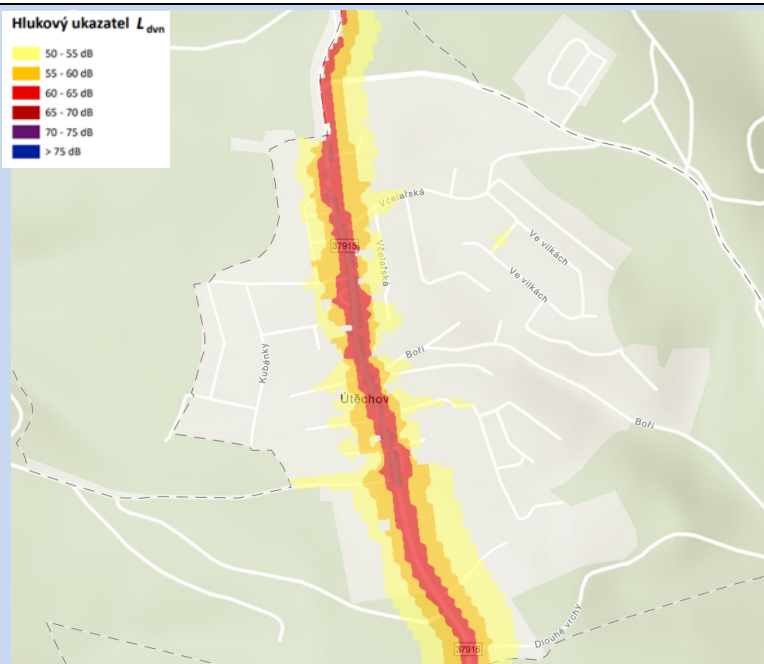 Hlukový ukazatel L dvn
50 - 55 dB
55 - 60 dB
60 - 65 dB
65 - 70 dB
70 - 75 dB
> 75 dB
Včelařská
37915
Včelařská
Ve vilkách
Ve vilkách
Kubánky
Boří
Útěchov
Boří
Dlouhé vrchy
37916